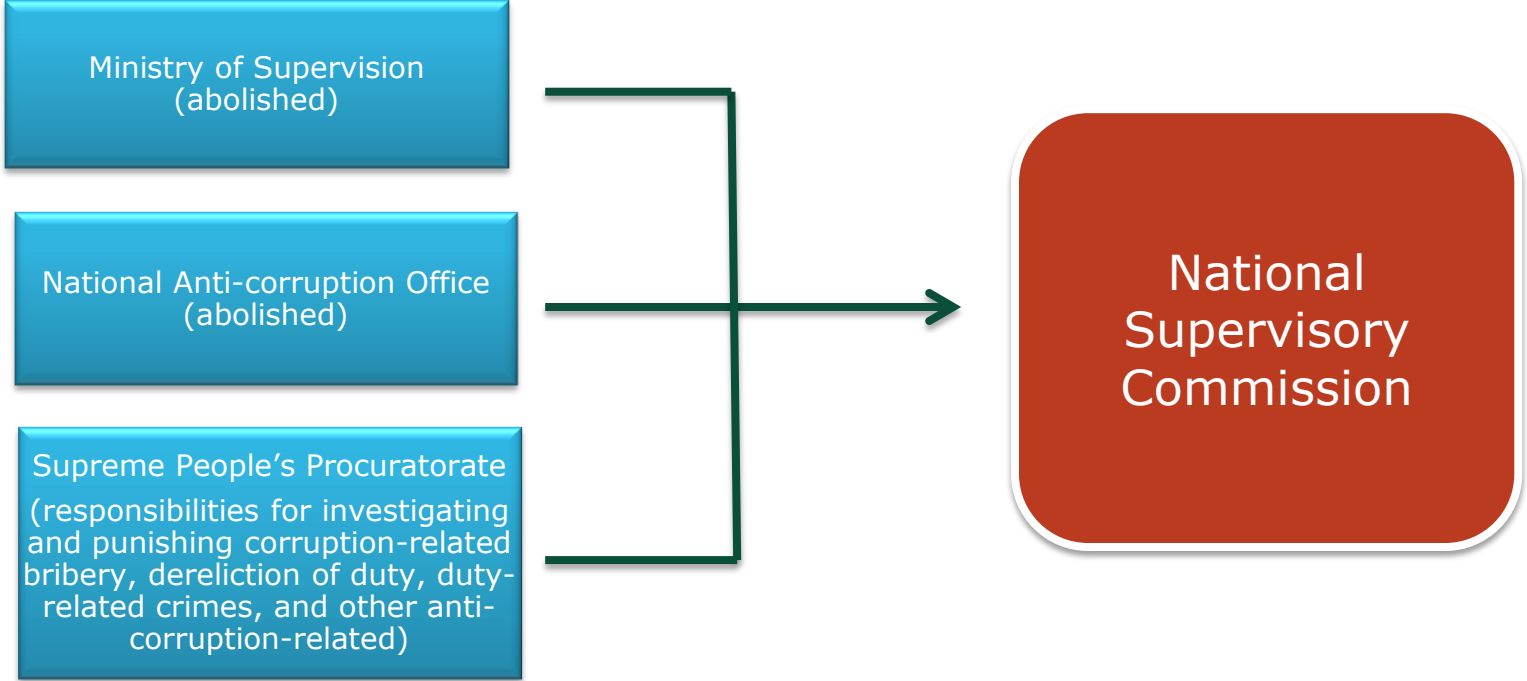 Ministry of Supervision
(abolished)
National Anti-corruption Office
(abolished)
Supreme People’s Procuratorate
(responsibilities for investigating
and punishing corruption-related
bribery, dereliction of duty, duty-
related crimes, and other anti-
corruption-related)
National
Supervisory
Commission